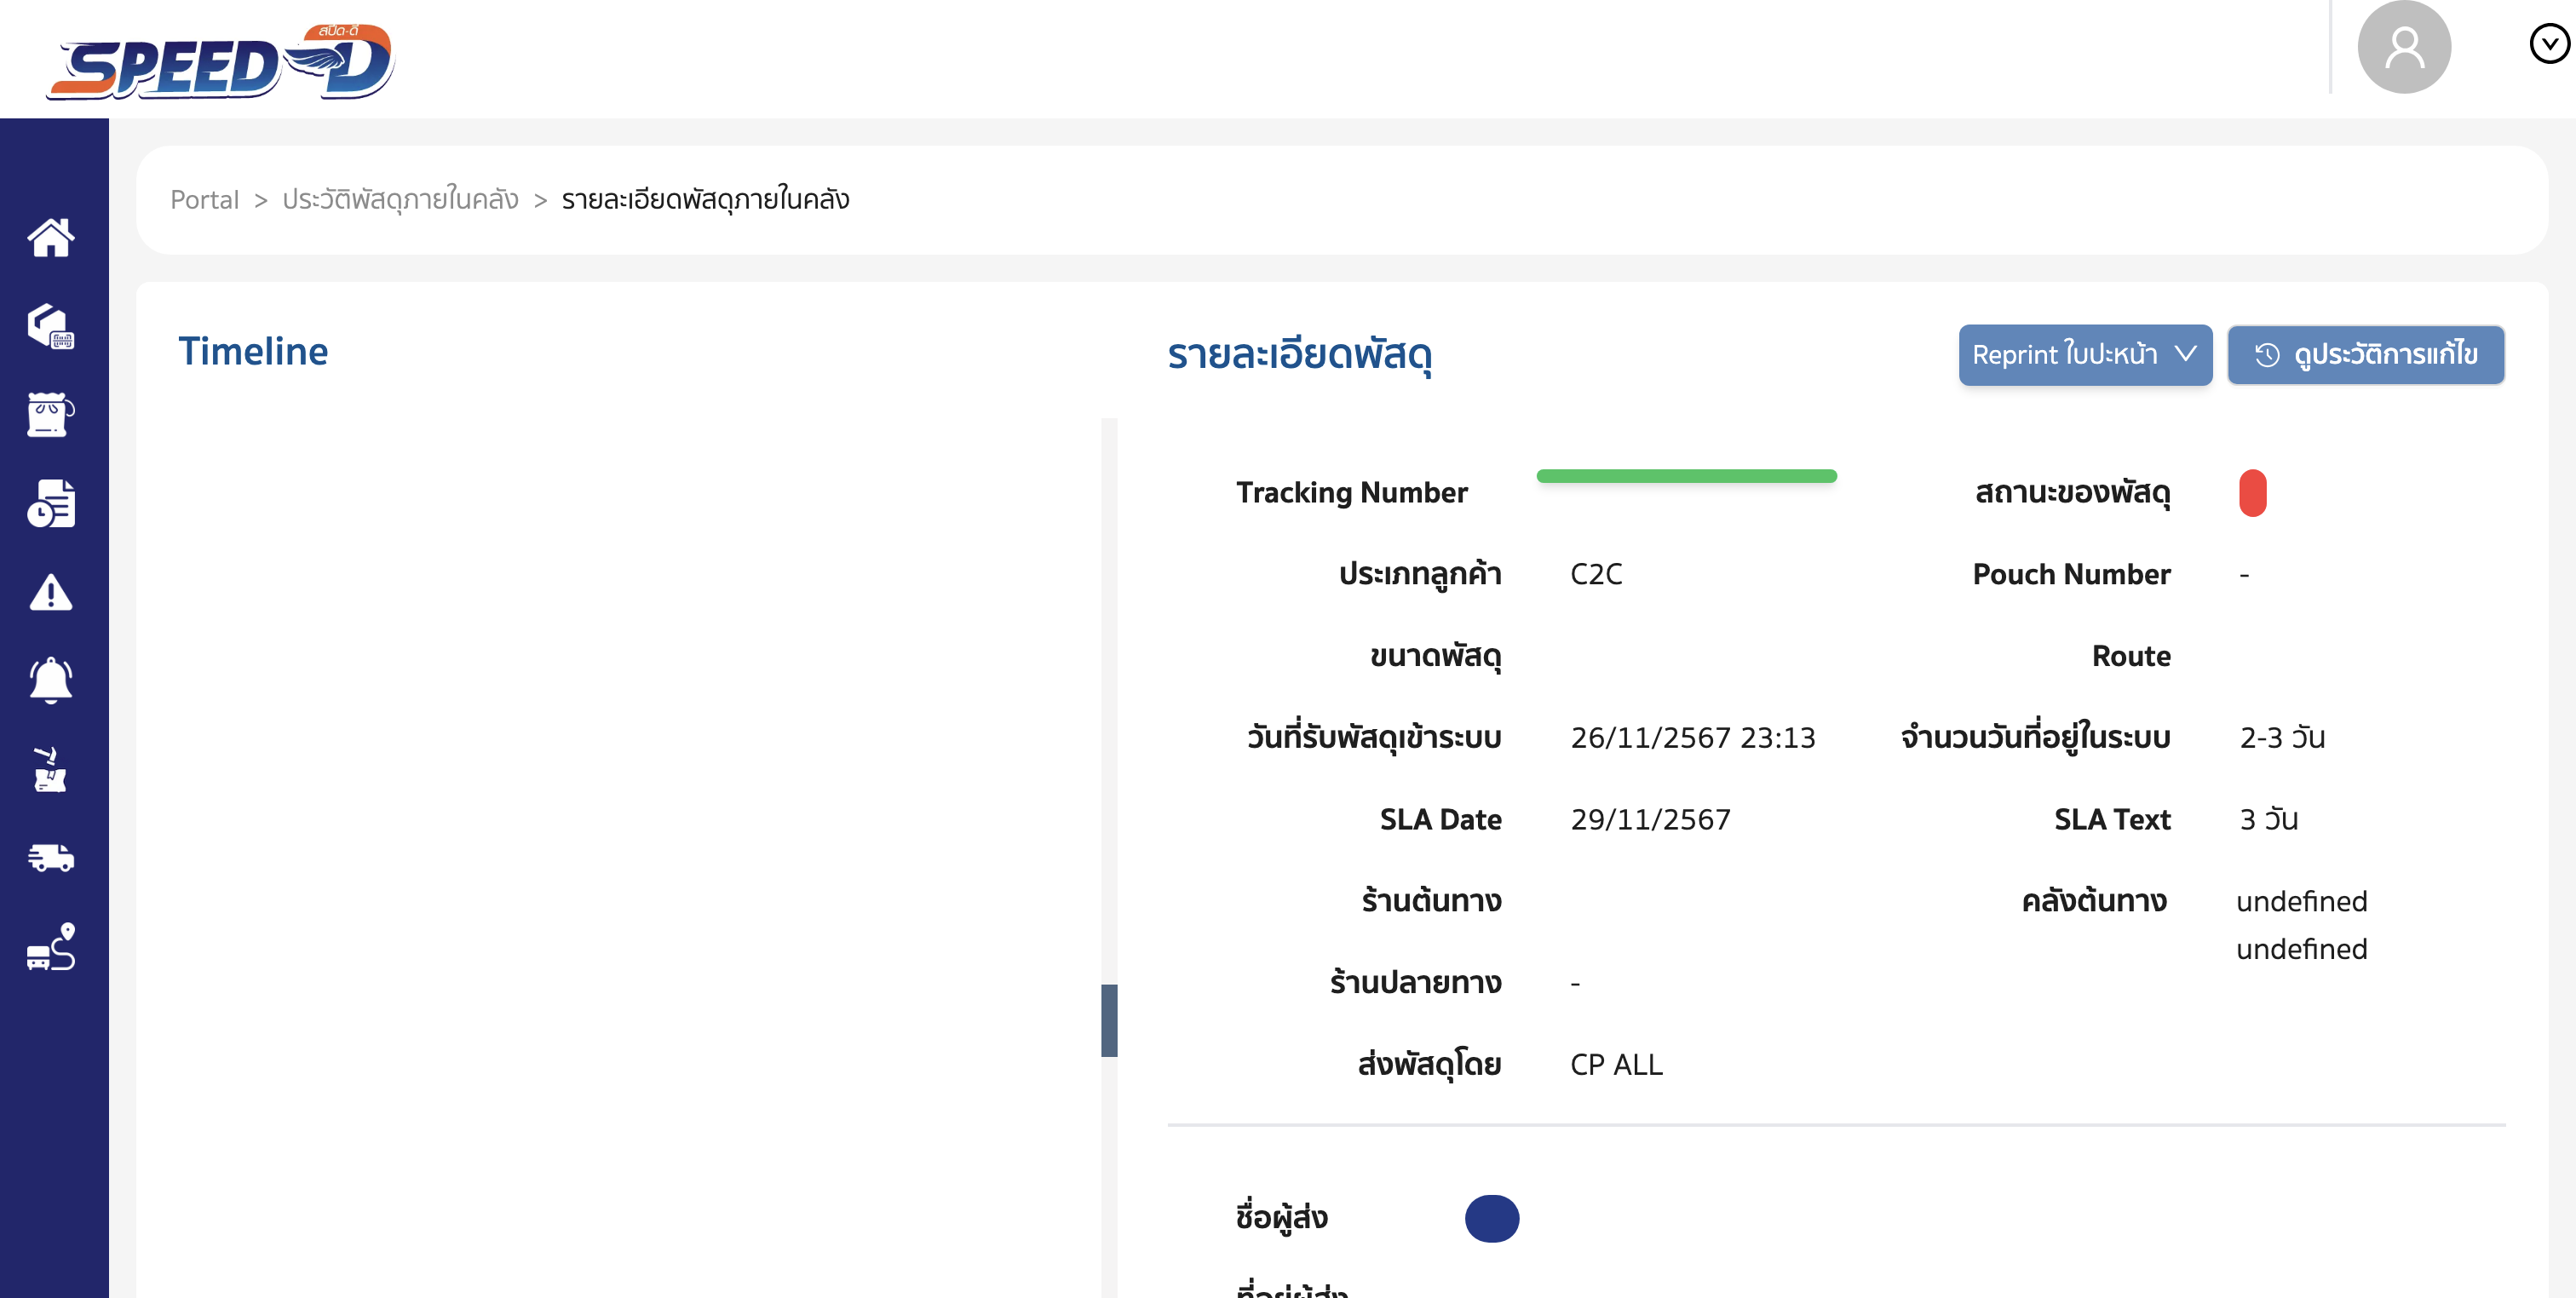 สปีด-ดี
SPEED-D
Portal > ประวัติพัสดุภายในคลัง > รายละเอียดพัสดุภายในคลัง
Timeline
รายละเอียดพัสดุ
Reprint ใบปะหน้า
ดูประวัติการแก้ไข
Tracking Number
สถานะของพัสดุ
ประเภทลูกค้า C2C
Pouch Number -
ขนาดพัสดุ
Route
วันที่รับพัสดุเข้าระบบ 26/11/2567 23:13
จำนวนวันที่อยู่ในระบบ 2-3 วัน
SLA Date 29/11/2567
SLA Text 3 วัน
ร้านต้นทาง
คลังต้นทาง undefined
undefined
ร้านปลายทาง -
ส่งพัสดุโดย CP ALL
ชื่อผู้ส่ง
ที่อยู่ผู้ส่ง